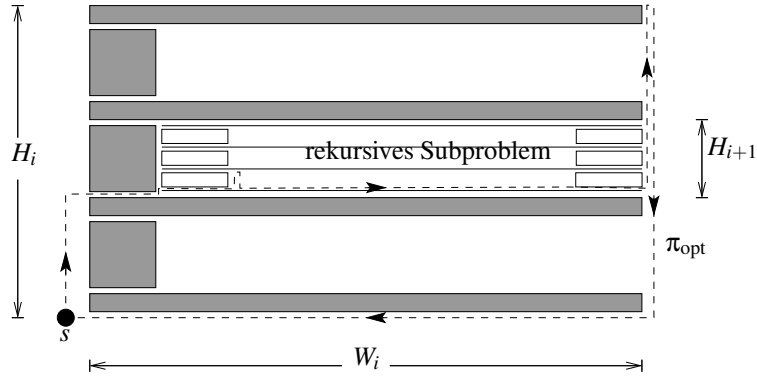 H_i
rekursives Subproblem
H_{i+1}
π_opt
s
W_i